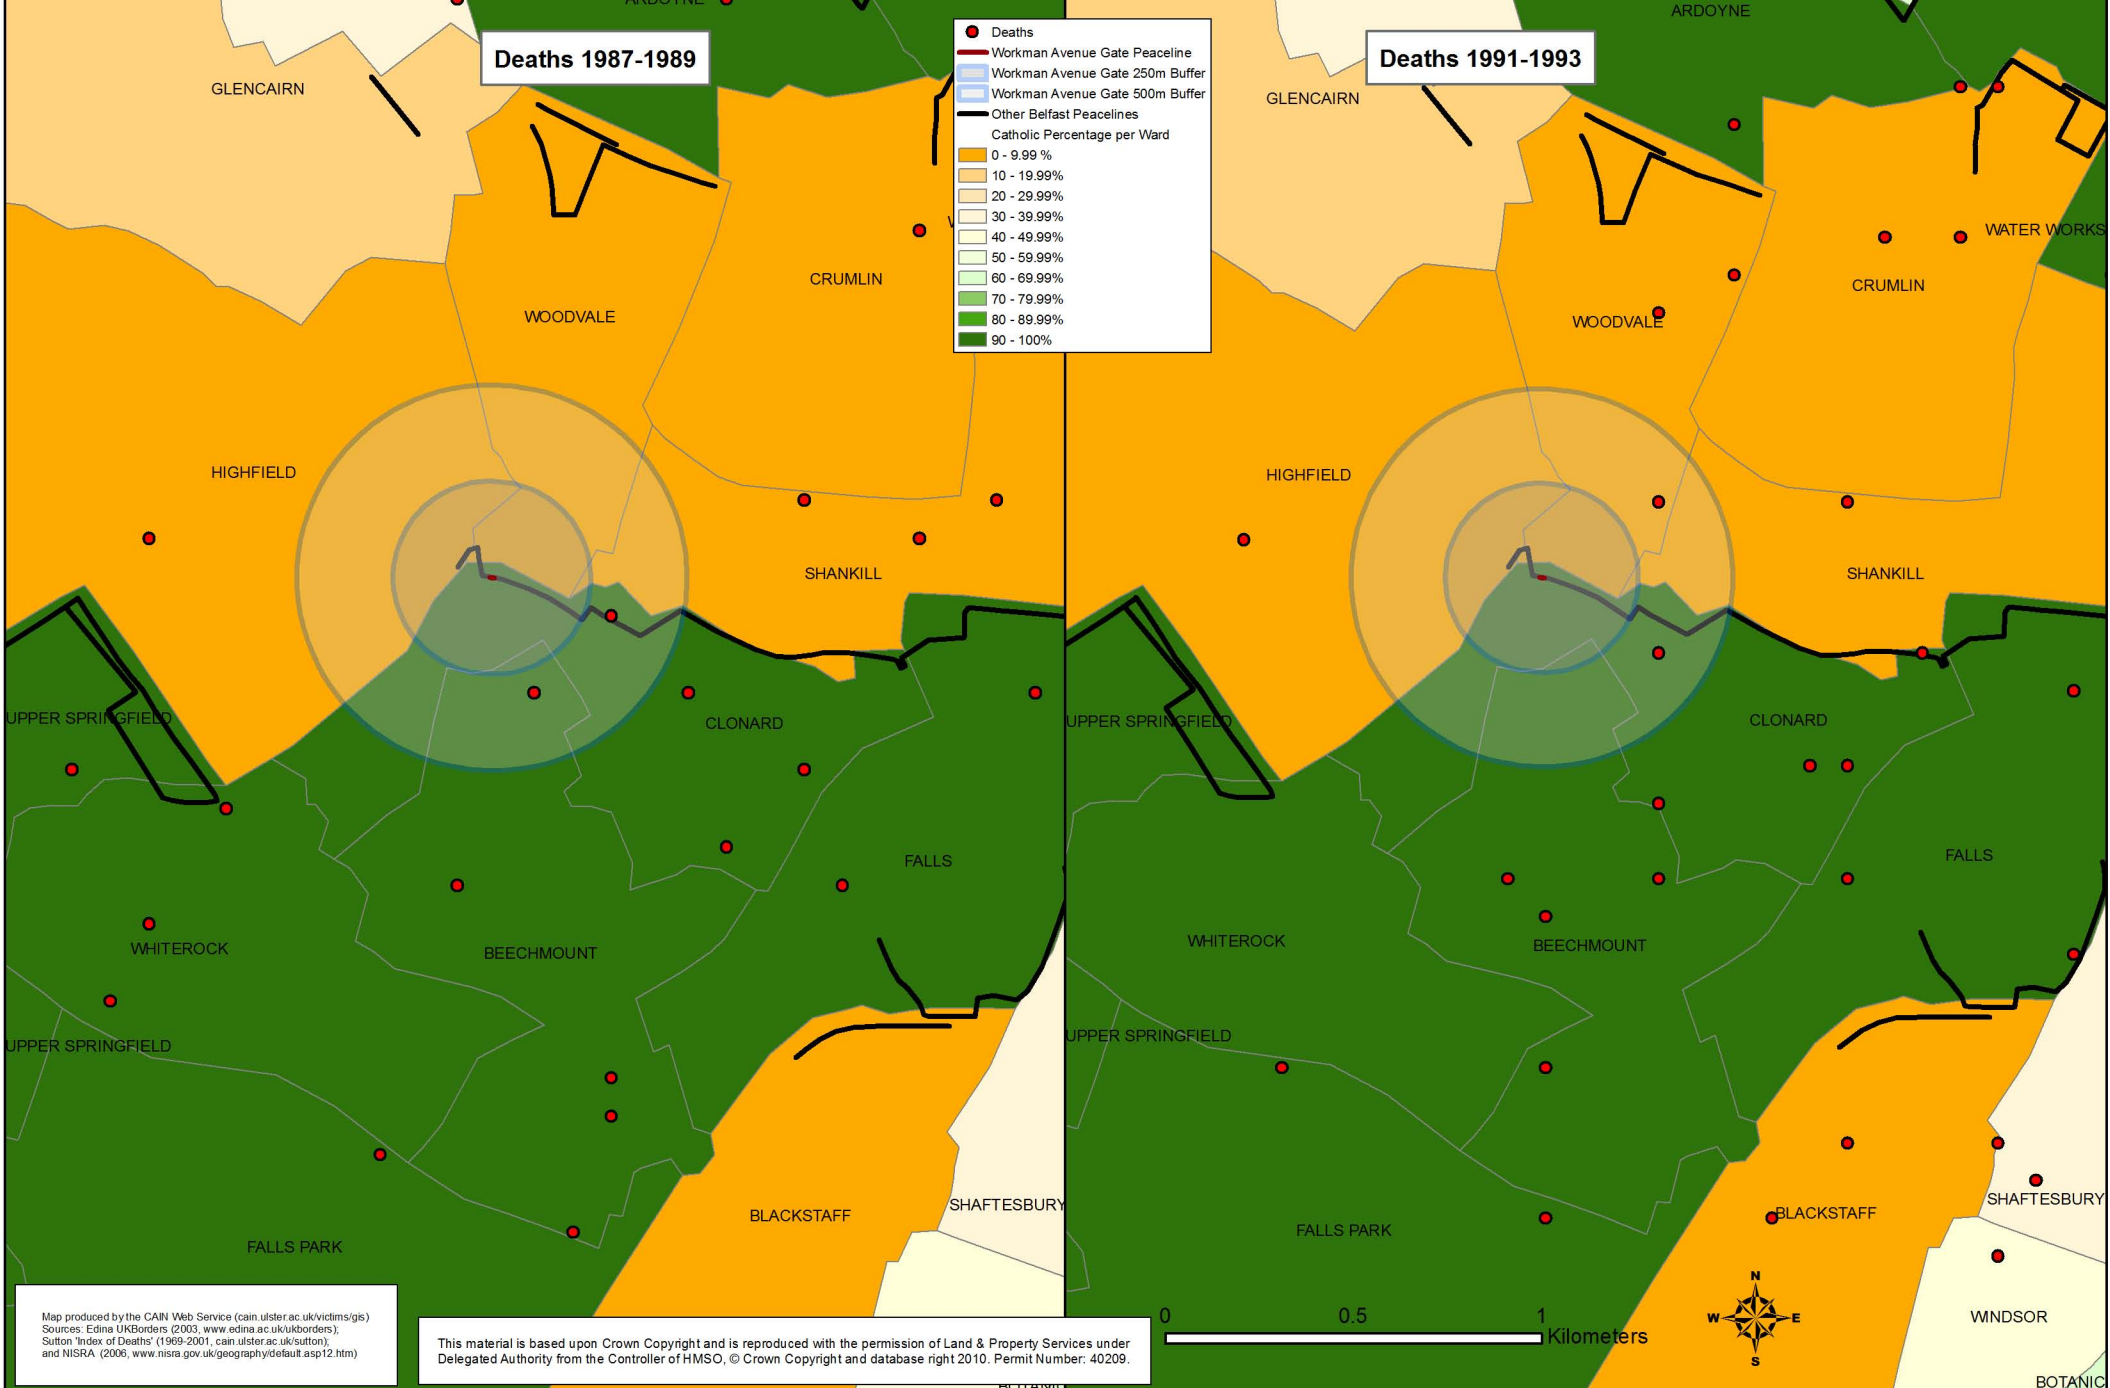 ARDOYNE
Deaths 1987-1989
GLENCAIRN
CRUMLIN
WOODVALE
HIGHFIELD
SHANKILL
UPPER SPRINGFIELD
CLONARD
FALLS
WHITEROCK
BEECHMOUNT
UPPER SPRINGFIELD
BLACKSTAFF
SHAFTESBURY
FALLS PARK
Map produced by the CAIN Web Service (cain.ulster.ac.uk/victims/gis)
Sources: Edina UKBorders (2003, www.edina.ac.uk/ukborders);
Sutton 'Index of Deaths' (1969-2001, cain.ulster.ac.uk/sutton);
and NISRA (2006, www.nisra.gov.uk/geography/default.asp12.htm)
This material is based upon Crown Copyright and is reproduced with the permission of Land & Property Services under
Delegated Authority from the Controller of HMSO, © Crown Copyright and database right 2010. Permit Number: 40209.
Deaths
Workman Avenue Gate Peaceline
Workman Avenue Gate 250m Buffer
Workman Avenue Gate 500m Buffer
Other Belfast Peacelines
Catholic Percentage per Ward
0 - 9.99 %
10 - 19.99%
20 - 29.99%
30 - 39.99%
40 - 49.99%
50 - 59.99%
60 - 69.99%
70 - 79.99%
80 - 89.99%
90 - 100%
ARDOYNE
Deaths 1991-1993
GLENCAIRN
WATER WORKS
CRUMLIN
WOODVALE
HIGHFIELD
SHANKILL
UPPER SPRINGFIELD
CLONARD
FALLS
WHITEROCK
BEECHMOUNT
UPPER SPRINGFIELD
SHAFTESBURY
BLACKSTAFF
FALLS PARK
N
W E
S
WINDSOR
0 0.5 1
Kilometers
BOTANIC